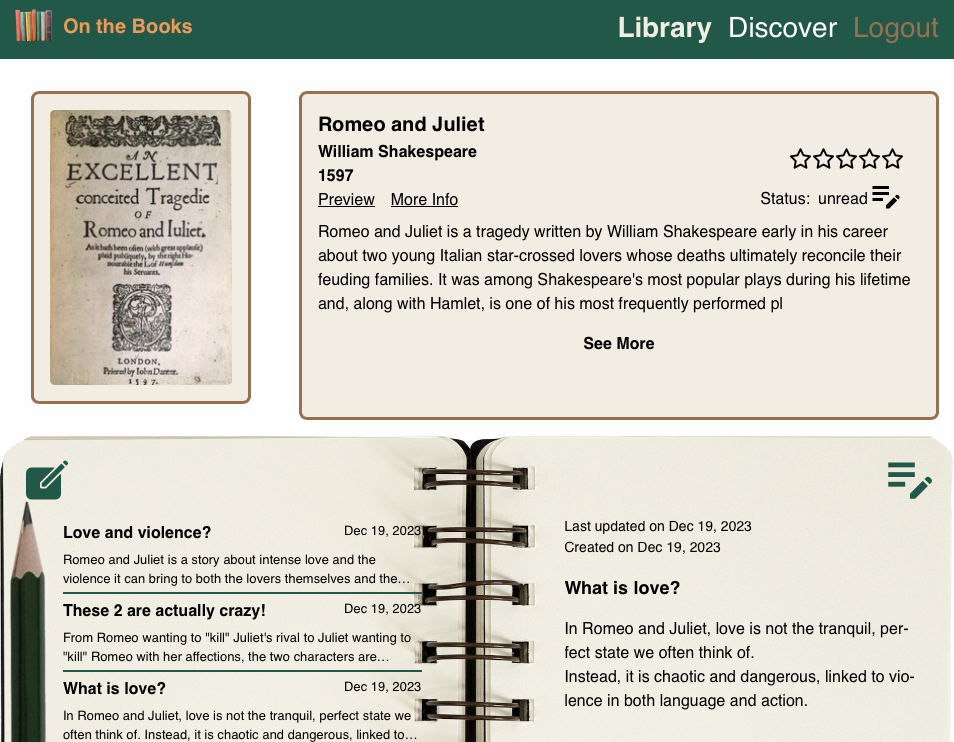 On the Books
Library Discover Logout
AN
EXCELLENT
conceited Tragedie
OF
Romeo and Iuliet.
As it hath been often (with great applause)
plaid publiquely, by the right Ho-
nourable the L. of Hunsdon
his Seruants.
LONDON,
Printed by Iohn Danter.
1597.
Romeo and Juliet
William Shakespeare
1597
Preview More Info
Status: unread
Romeo and Juliet is a tragedy written by William Shakespeare early in his career
about two young Italian star-crossed lovers whose deaths ultimately reconcile their
feuding families. It was among Shakespeare's most popular plays during his lifetime
and, along with Hamlet, is one of his most frequently performed pl
See More
Love and violence? Dec 19, 2023
Romeo and Juliet is a story about intense love and the
violence it can bring to both the lovers themselves and the…
These 2 are actually crazy! Dec 19, 2023
From Romeo wanting to "kill" Juliet's rival to Juliet wanting to
"kill" Romeo with her affections, the two characters are…
What is love? Dec 19, 2023
In Romeo and Juliet, love is not the tranquil, perfect state we
often think of. Instead, it is chaotic and dangerous, linked to…
Last updated on Dec 19, 2023
Created on Dec 19, 2023
What is love?
In Romeo and Juliet, love is not the tranquil, per-
fect state we often think of.
Instead, it is chaotic and dangerous, linked to vio-
lence in both language and action.